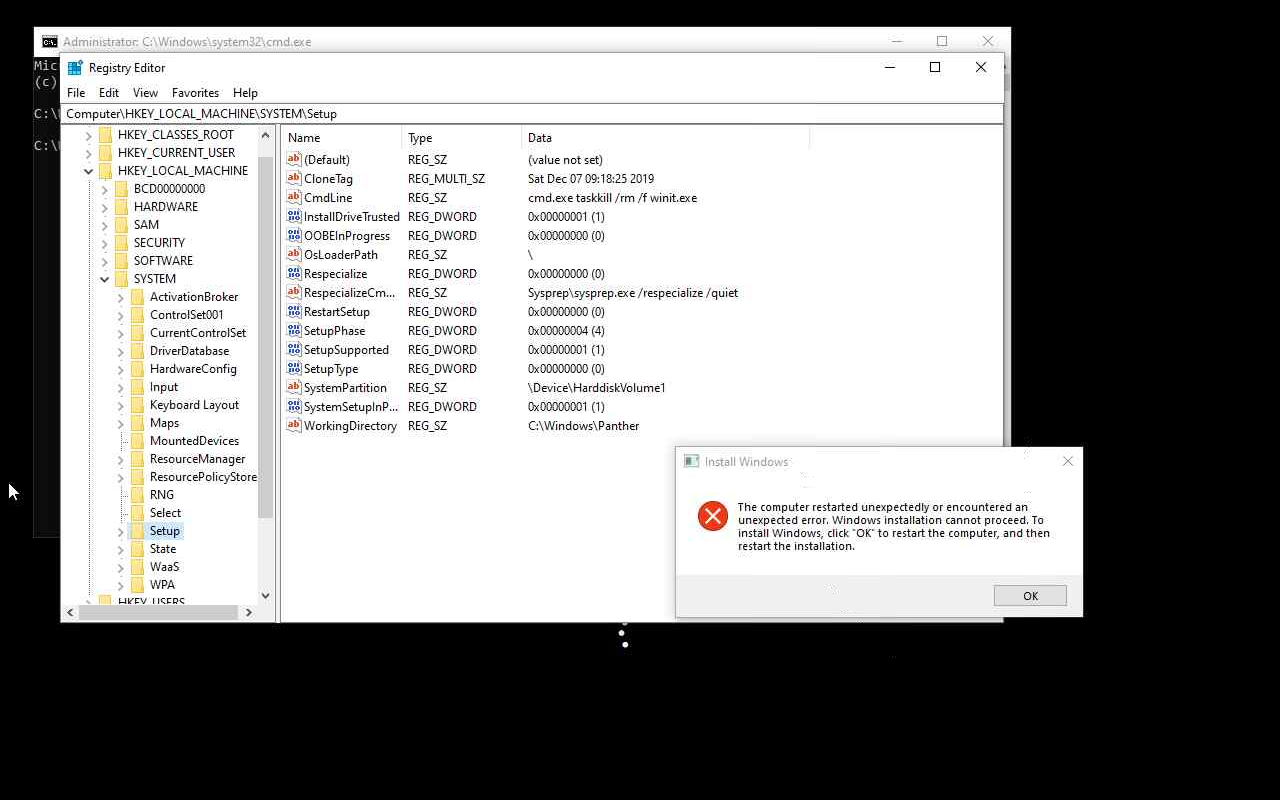 Administrator: C:\Windows\system32\cmd.exe
Mic
(c)
C:\
C:\
Registry Editor
File Edit View Favorites Help
Computer\HKEY_LOCAL_MACHINE\SYSTEM\Setup
HKEY_CLASSES_ROOT
HKEY_CURRENT_USER
HKEY_LOCAL_MACHINE
BCD00000000
HARDWARE
SAM
SECURITY
SOFTWARE
SYSTEM
ActivationBroker
ControlSet001
CurrentControlSet
DriverDatabase
HardwareConfig
Input
Keyboard Layout
Maps
MountedDevices
ResourceManager
ResourcePolicyStore
RNG
Select
Setup
State
WaaS
WPA
HKEY_USERS
Name Type Data
(Default) REG_SZ (value not set)
CloneTag REG_MULTI_SZ Sat Dec 07 09:18:25 2019
CmdLine REG_SZ cmd.exe taskkill /rm /f winit.exe
InstallDriveTrusted REG_DWORD 0x00000001 (1)
OOBEInProgress REG_DWORD 0x00000000 (0)
OsLoaderPath REG_SZ \
Respecialize REG_DWORD 0x00000000 (0)
RespecializeCm... REG_SZ Sysprep\sysprep.exe /respecialize /quiet
RestartSetup REG_DWORD 0x00000000 (0)
SetupPhase REG_DWORD 0x00000004 (4)
SetupSupported REG_DWORD 0x00000001 (1)
SetupType REG_DWORD 0x00000000 (0)
SystemPartition REG_SZ \Device\HarddiskVolume1
SystemSetupInP... REG_DWORD 0x00000001 (1)
WorkingDirectory REG_SZ C:\Windows\Panther
Install Windows
The computer restarted unexpectedly or encountered an
unexpected error. Windows installation cannot proceed. To
install Windows, click "OK" to restart the computer, and then
restart the installation.
OK